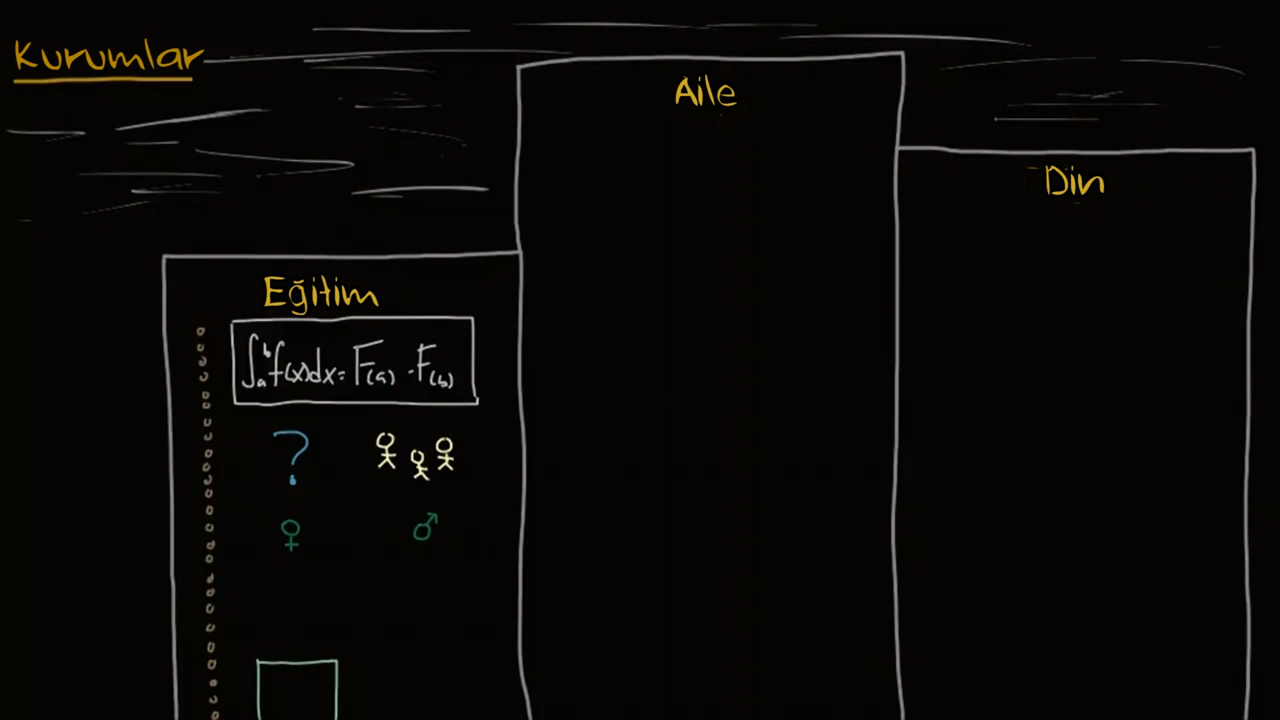 Kurumlar
Aile
Din
Eğitim
∫ₐᵇf(x)dx = F(a) - F(b)
?